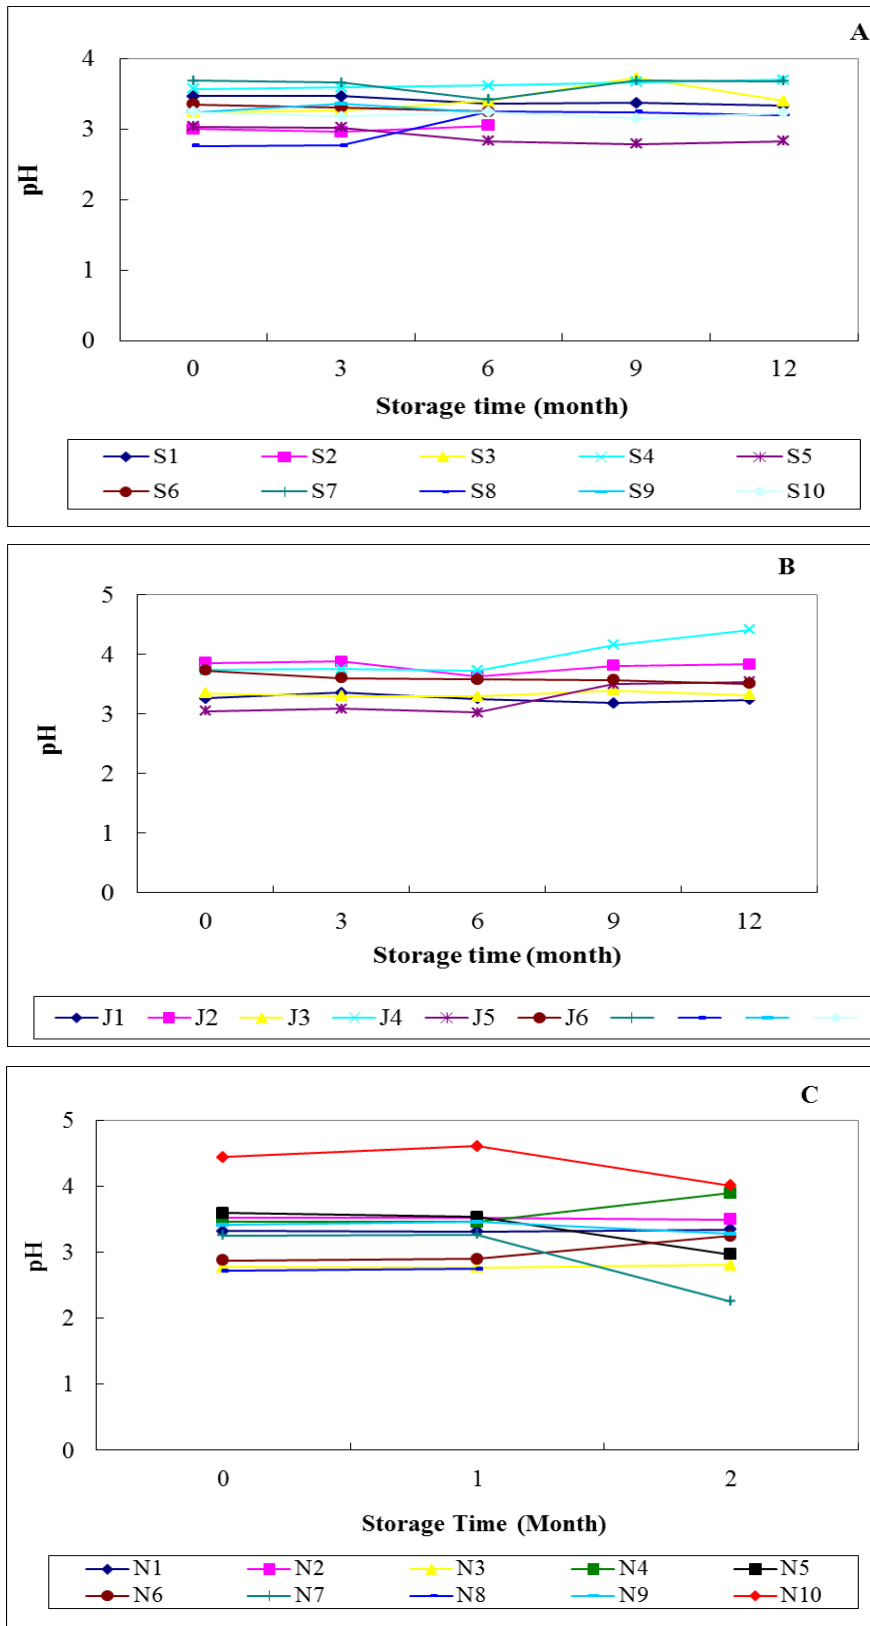 A
4
3
2
1
0
pH
0 3 6 9 12
Storage time (month)
S1 S2 S3 S4 S5
S6 S7 S8 S9 S10
B
5
4
3
2
1
0
pH
0 3 6 9 12
Storage time (month)
J1 J2 J3 J4 J5 J6
C
5
4
3
2
1
0
pH
0 1 2
Storage Time (Month)
N1 N2 N3 N4 N5
N6 N7 N8 N9 N10